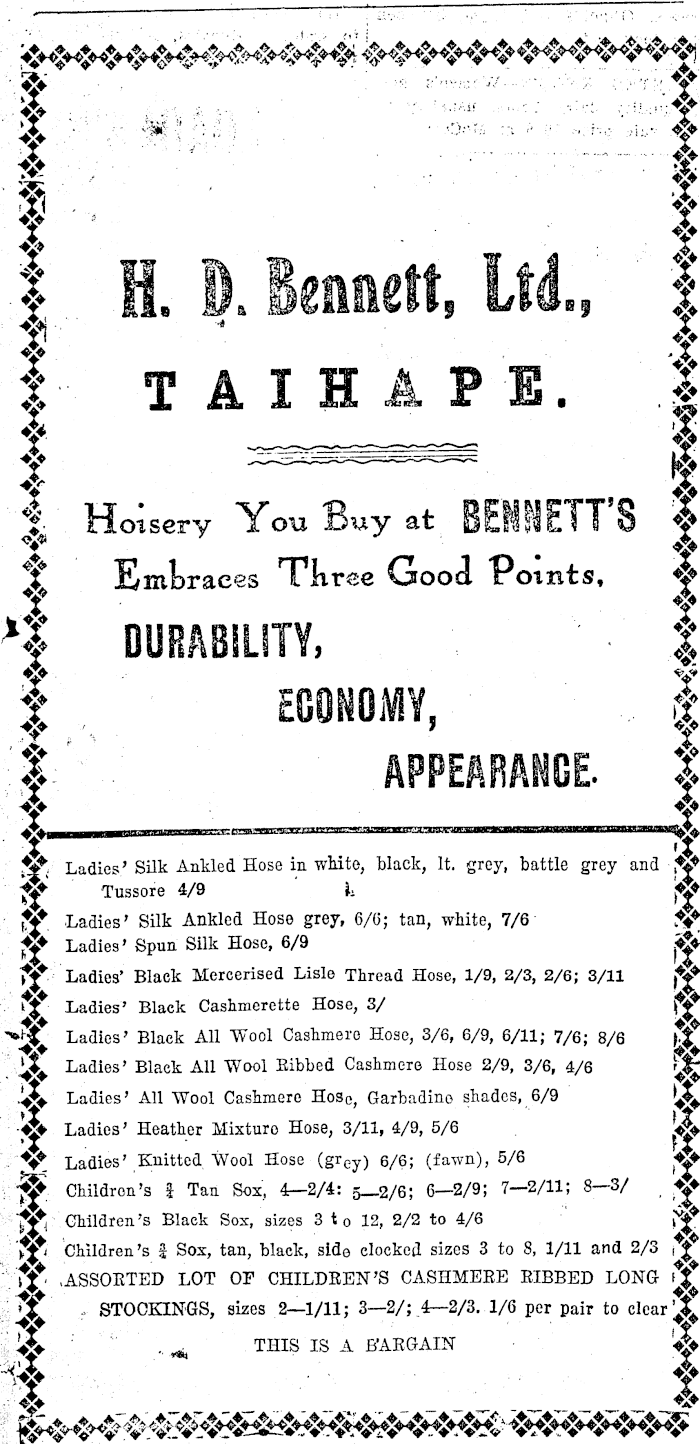 H. D. Bennett, Ltd.,
TAIHAPE.
Hoisery You Buy at BENNETT'S
Embraces Three Good Points,
DURABILITY,
ECONOMY,
APPEARANCE.
Ladies' Silk Ankled Hose in white, black, lt. grey, battle grey and
Tussore 4/9
Ladies' Silk Ankled Hose grey, 6/6; tan, white, 7/6
Ladies' Spun Silk Hose, 6/9
Ladies' Black Mercerised Lisle Thread Hose, 1/9, 2/3, 2/6; 3/11
Ladies' Black Cashmerette Hose, 3/
Ladies' Black All Wool Cashmere Hose, 3/6, 6/9, 6/11; 7/6; 8/6
Ladies' Black All Wool Ribbed Cashmere Hose 2/9, 3/6, 4/6
Ladies' All Wool Cashmere Hose, Garbadine shades, 6/9
Ladies' Heather Mixture Hose, 3/11, 4/9, 5/6
Ladies' Knitted Wool Hose (grey) 6/6; (fawn), 5/6
Children's ¾ Tan Sox, 4—2/4: 5—2/6; 6—2/9; 7—2/11; 8—3/
Children's Black Sox, sizes 3 to 12, 2/2 to 4/6
Children's ¾ Sox, tan, black, side clocked sizes 3 to 8, 1/11 and 2/3
ASSORTED LOT OF CHILDREN'S CASHMERE RIBBED LONG
STOCKINGS, sizes 2—1/11; 3—2/; 4—2/3. 1/6 per pair to clear
THIS IS A BARGAIN